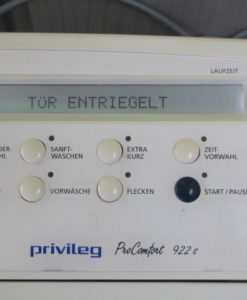 LAUFZEIT
TÜR ENTRIEGELT
SANFT-
WASCHEN
EXTRA
KURZ
ZEIT-
VORWAHL
VORWÄSCHE
FLECKEN
START / PAUSE
privileg ProComfort 922 s